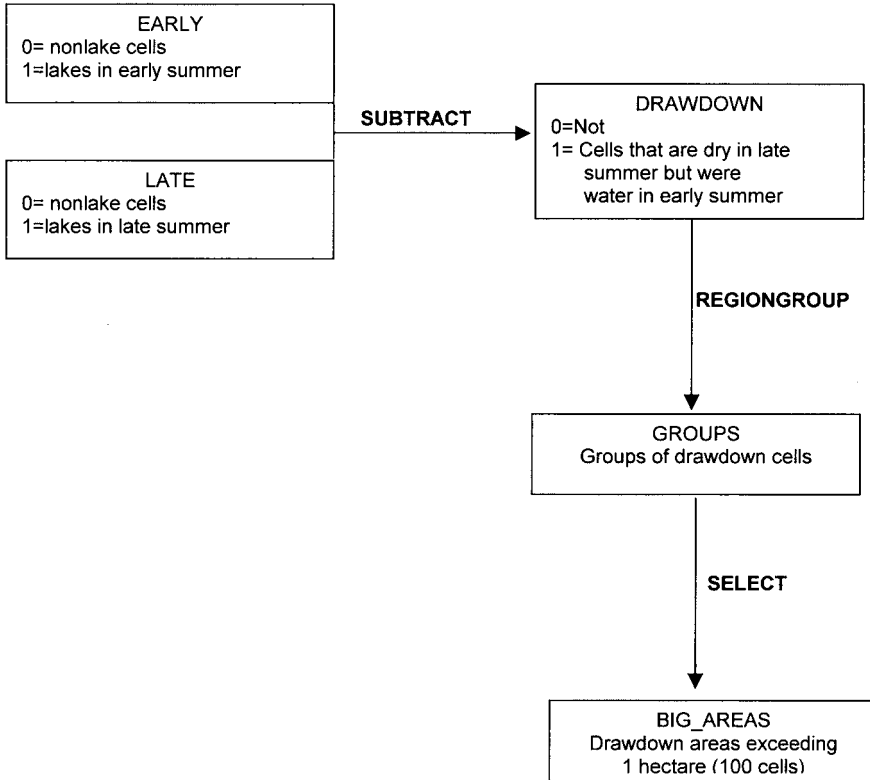 EARLY
0= nonlake cells
1=lakes in early summer
SUBTRACT
LATE
0= nonlake cells
1=lakes in late summer
DRAWDOWN
0=Not
1= Cells that are dry in late
summer but were
water in early summer
REGIONGROUP
GROUPS
Groups of drawdown cells
SELECT
BIG_AREAS
Drawdown areas exceeding
1 hectare (100 cells)